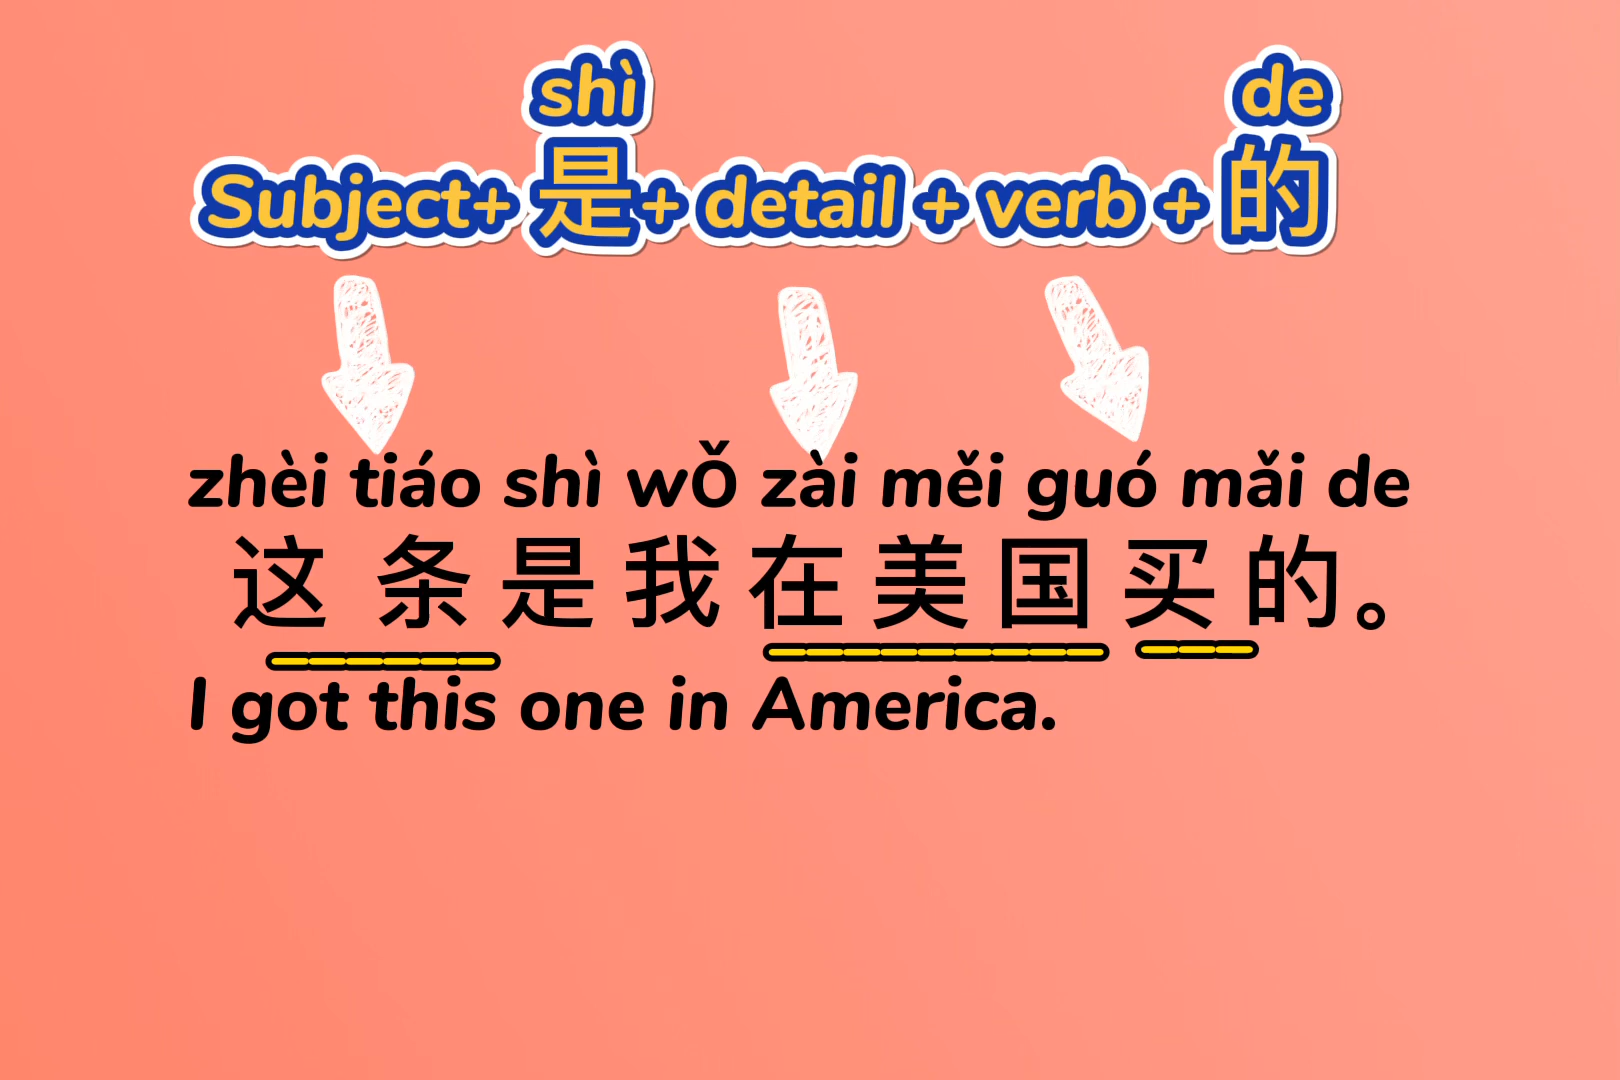 shì de
Subject+ 是+ detail + verb + 的
zhèi tiáo shì wǒ zài měi guó mǎi de
这 条 是 我 在 美 国 买 的。
I got this one in America.